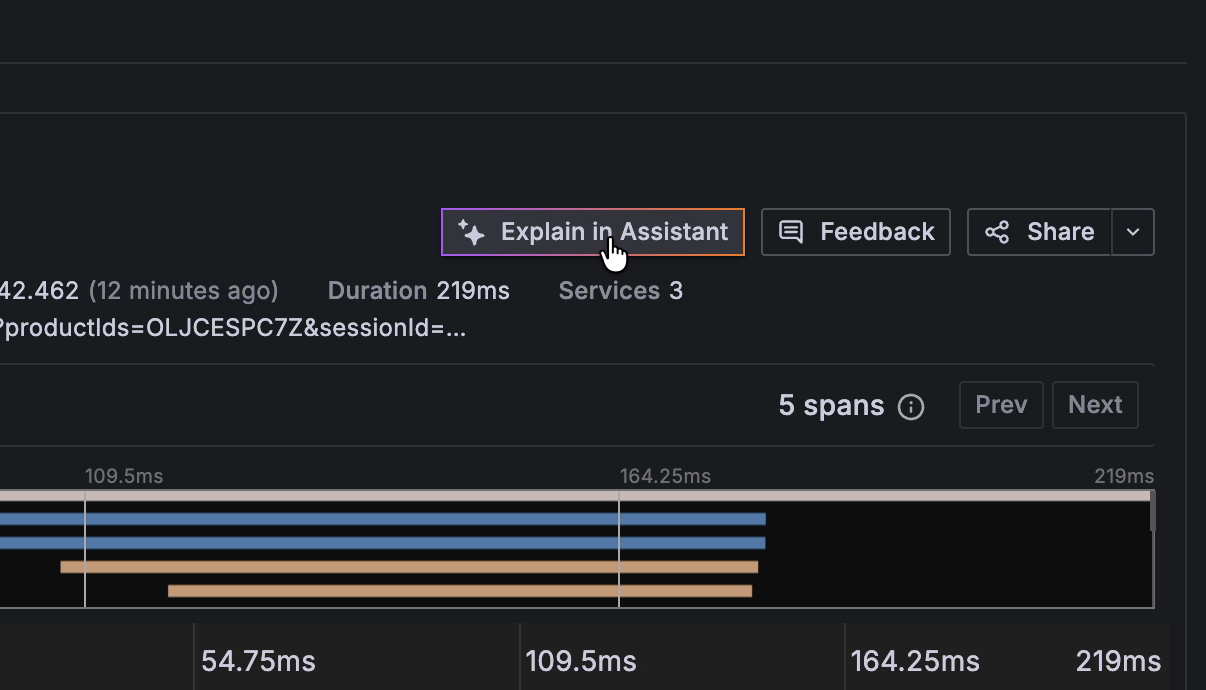 Explain in Assistant Feedback Share
42.462 (12 minutes ago) Duration 219ms Services 3
?productIds=OLJCESPC7Z&sessionId=...
5 spans Prev Next
109.5ms 164.25ms 219ms
54.75ms 109.5ms 164.25ms 219ms